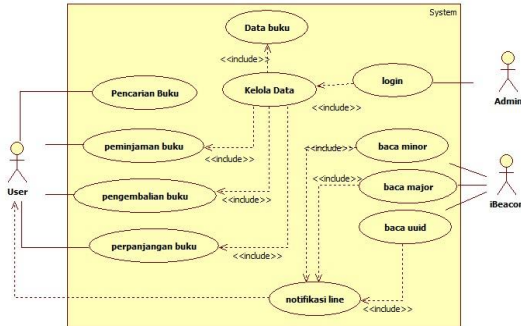 System
Data buku
<<include>>
Pencarian Buku
Kelola Data
login
<<include>>
Admin
<<include>>
peminjaman buku
<<include>>
<<include>>
baca minor
User
pengembalian buku
<<include>>
<<include>>
baca major
iBeacon
baca uuid
perpanjangan buku
<<include>>
notifikasi line
<<include>>